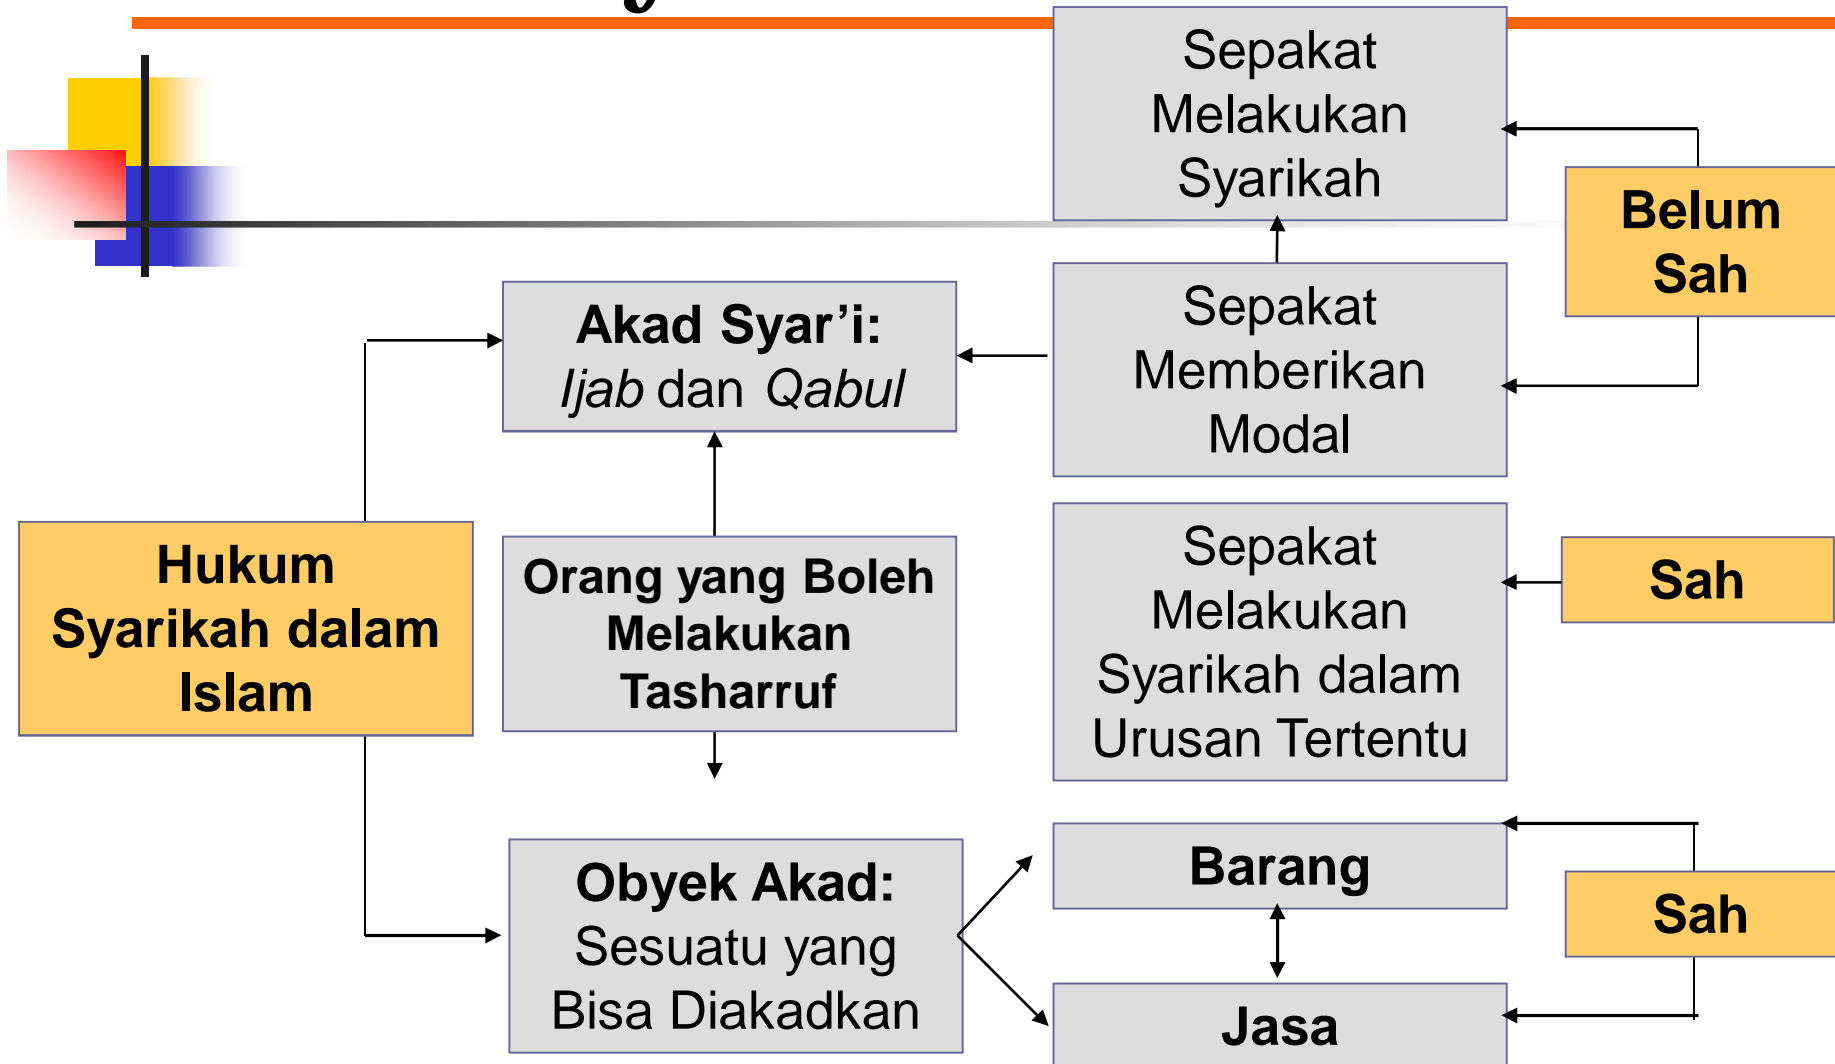 Sepakat
Melakukan
Syarikah
Belum
Sah
Akad Syar’i:
Ijab dan Qabul
Sepakat
Memberikan
Modal
Hukum
Syarikah dalam
Islam
Orang yang Boleh
Melakukan
Tasharruf
Sepakat
Melakukan
Syarikah dalam
Urusan Tertentu
Sah
Obyek Akad:
Sesuatu yang
Bisa Diakadkan
Barang
Jasa
Sah